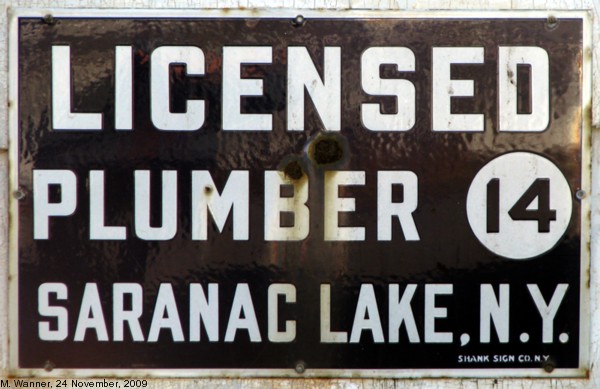 LICENSED
PLUMBER 14
SARANAC LAKE, N.Y.
SHANK SIGN CO. N.Y.
M. Wanner, 24 November, 2009